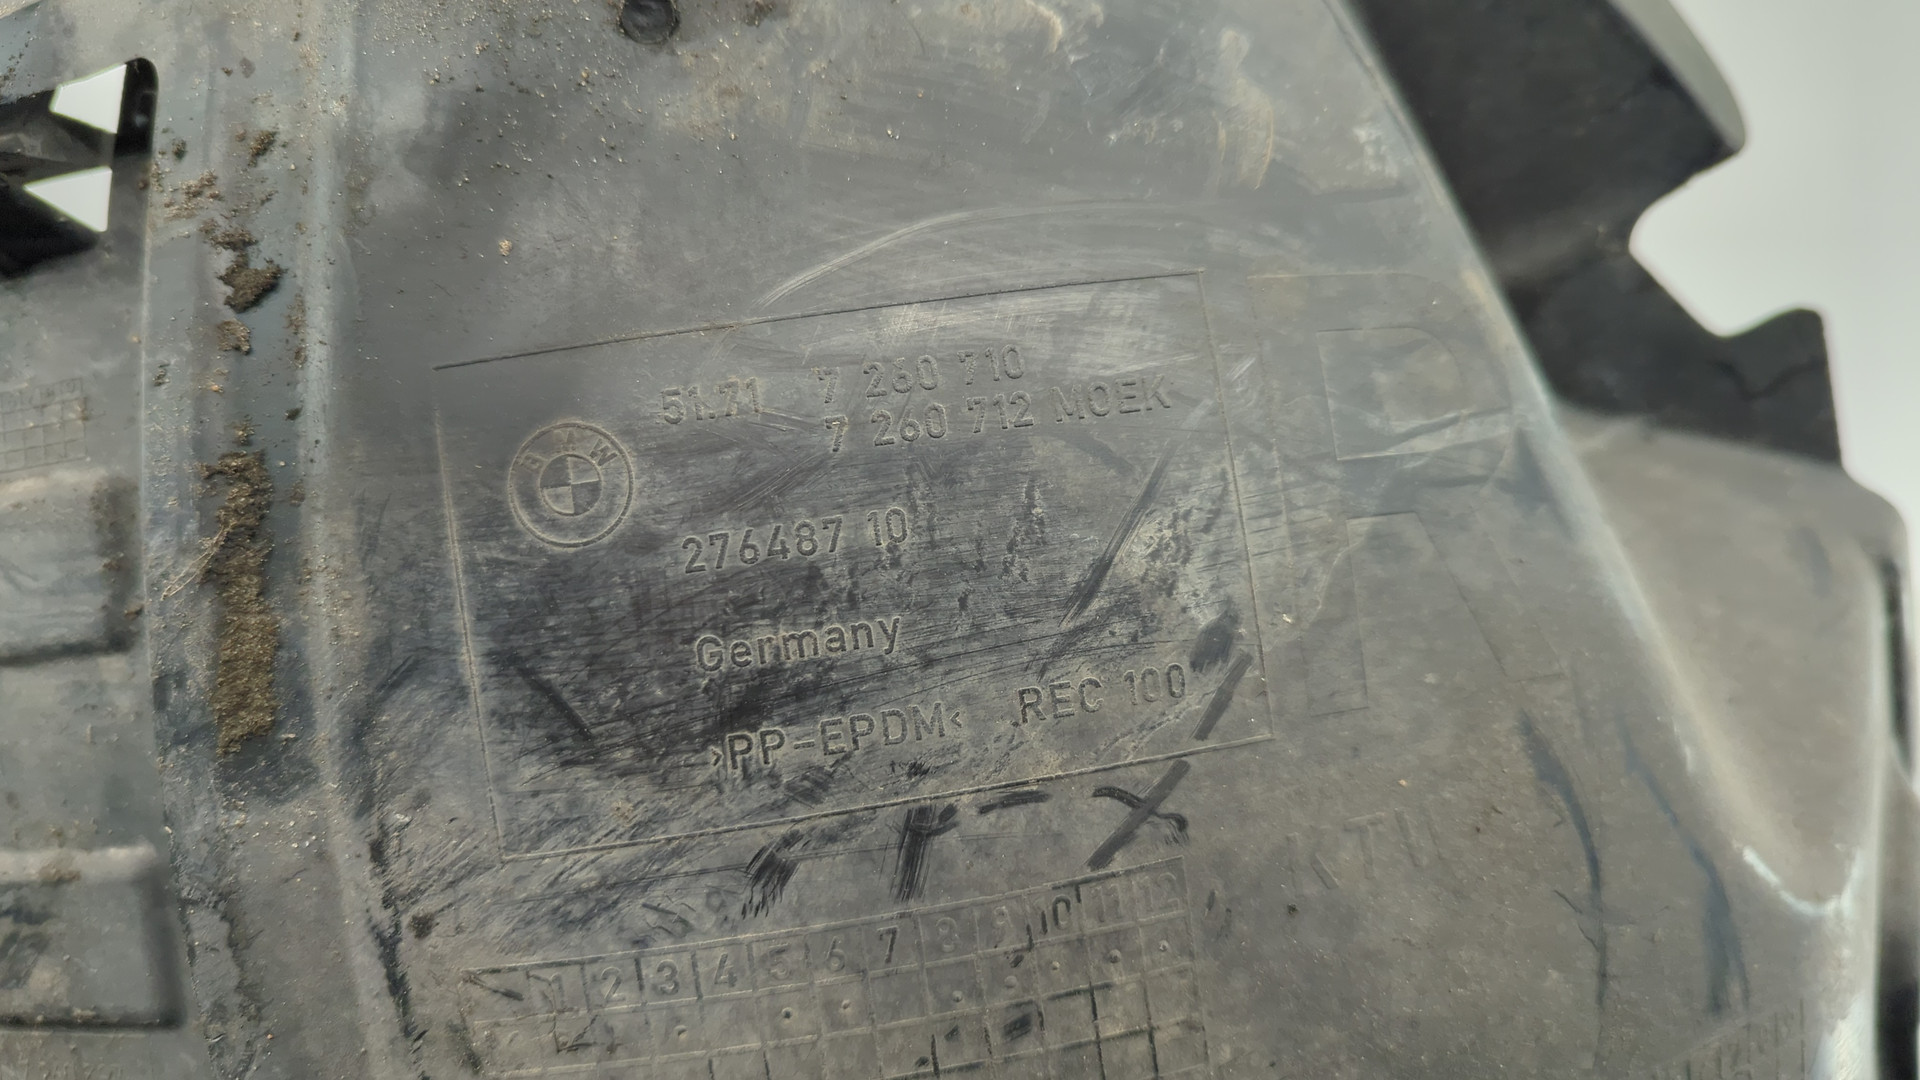 51.71 7 260 710
7 260 712 MOEK
BMW
276487 10
Germany
>PP-EPDM< REC 100
R
1 2 3 4 5 6 7 8 9 10 11 12